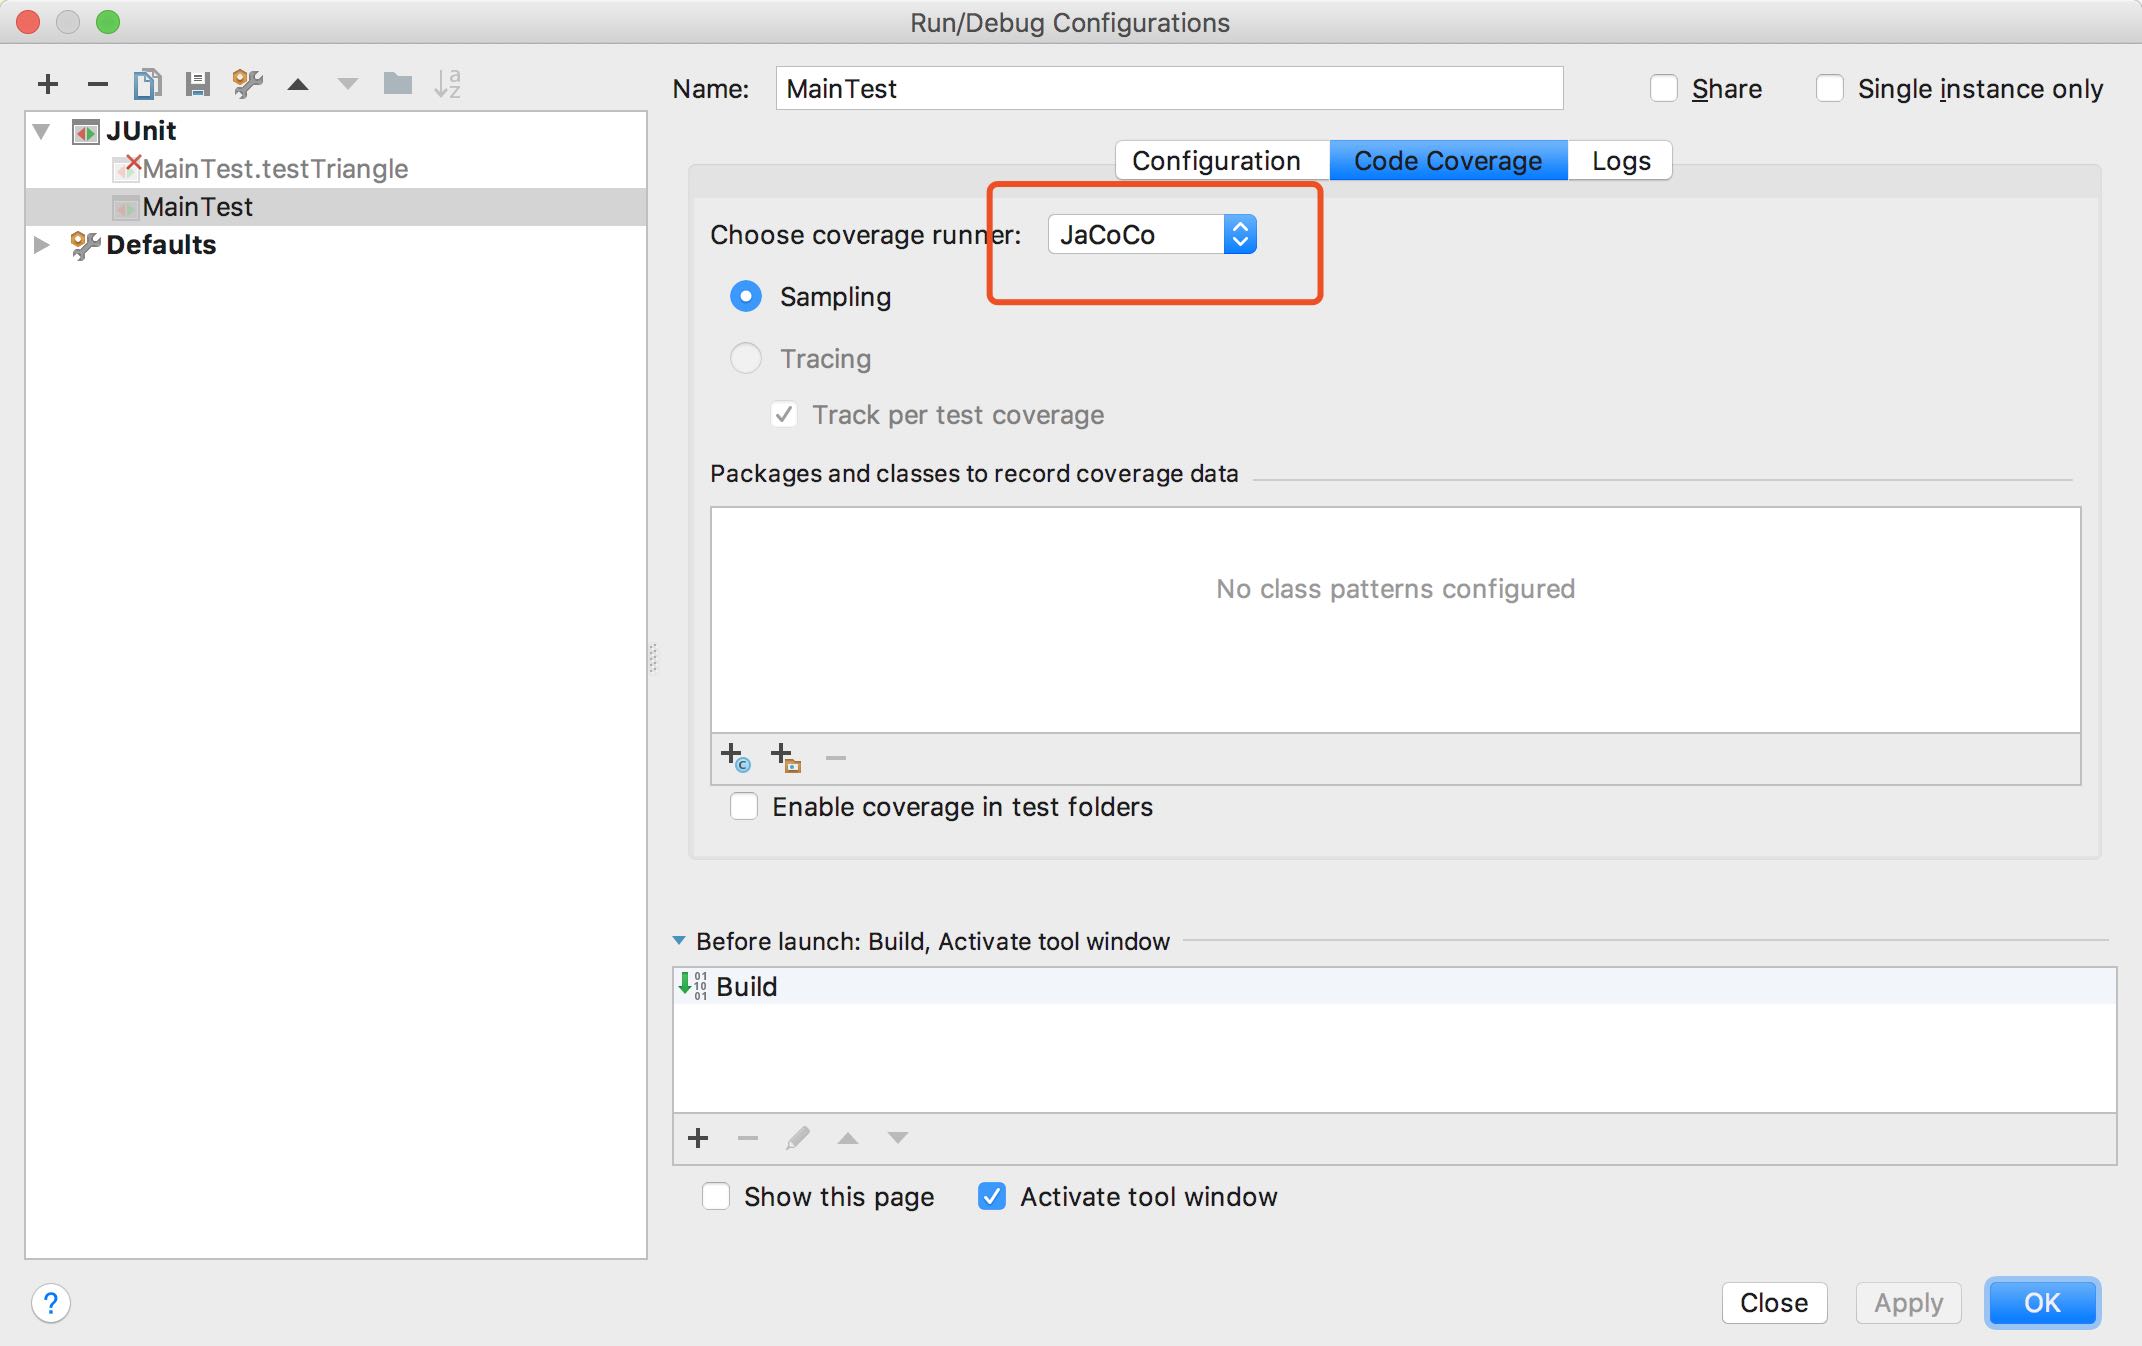 Run/Debug Configurations
Name: MainTest Share Single instance only
JUnit
MainTest.testTriangle
MainTest
Defaults
Configuration Code Coverage Logs
Choose coverage runner: JaCoCo
Sampling
Tracing
Track per test coverage
Packages and classes to record coverage data
No class patterns configured
Enable coverage in test folders
Before launch: Build, Activate tool window
Build
Show this page Activate tool window
? Close Apply OK